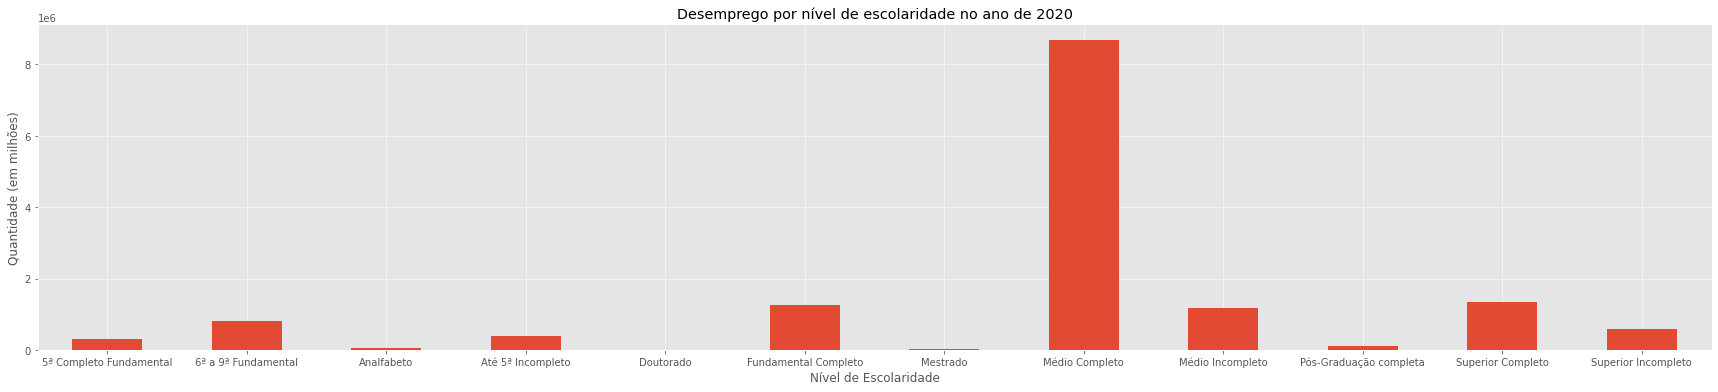 Desemprego por nível de escolaridade no ano de 2020
1e6
8
6
4
2
0
Quantidade (em milhões)
5ª Completo Fundamental
6ª a 9ª Fundamental
Analfabeto
Até 5ª Incompleto
Doutorado
Fundamental Completo
Mestrado
Médio Completo
Médio Incompleto
Pós-Graduação completa
Superior Completo
Superior Incompleto
Nível de Escolaridade